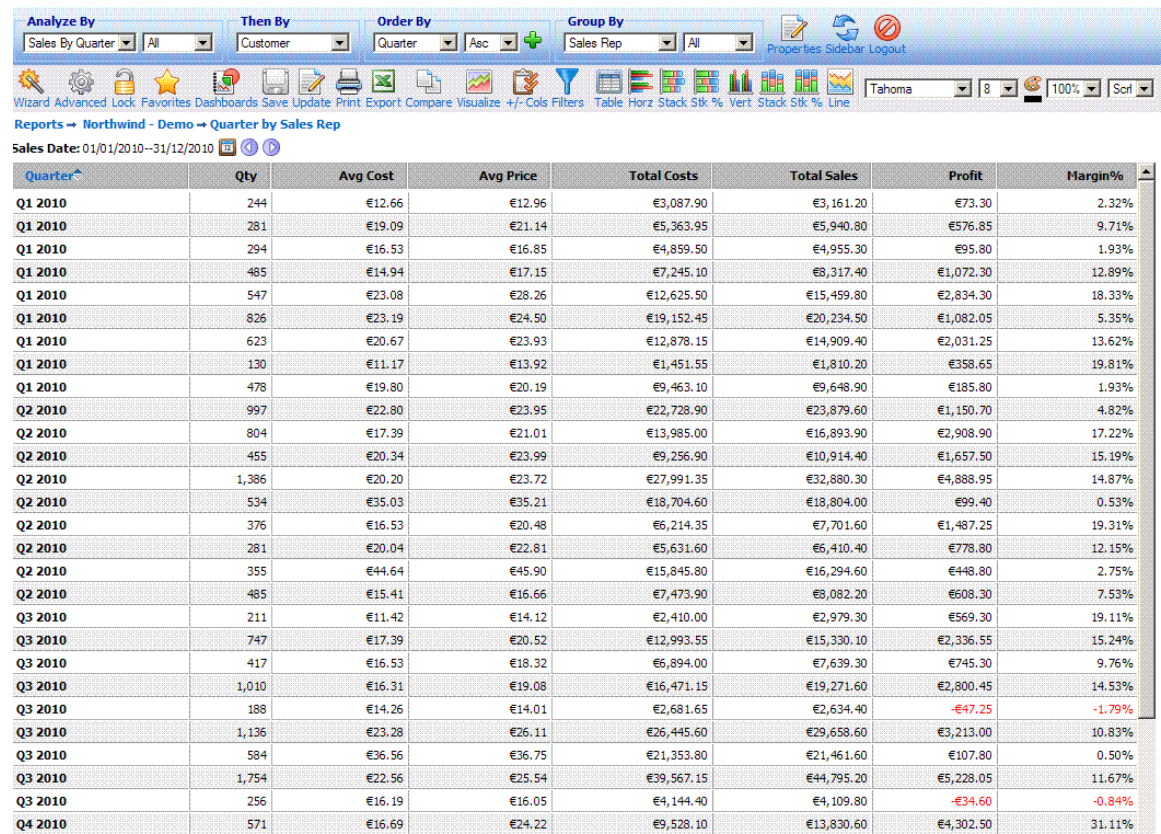 Analyze By Then By Order By Group By
Sales By Quarter All Customer Quarter Asc Sales Rep All Properties Sidebar Logout
Wizard Advanced Lock Favorites Dashboards Save Update Print Export Compare Visualize +/- Cols Filters Table Horz Stack Stk % Vert Stack Stk % Line Tahoma 8 100% Scrl
Reports → Northwind - Demo → Quarter by Sales Rep
Sales Date: 01/01/2010--31/12/2010
Quarter Qty Avg Cost Avg Price Total Costs Total Sales Profit Margin%
Q1 2010 244 €12.66 €12.96 €3,087.90 €3,161.20 €73.30 2.32%
Q1 2010 281 €19.09 €21.14 €5,363.95 €5,940.80 €576.85 9.71%
Q1 2010 294 €16.53 €16.85 €4,859.50 €4,955.30 €95.80 1.93%
Q1 2010 485 €14.94 €17.15 €7,245.10 €8,317.40 €1,072.30 12.89%
Q1 2010 547 €23.08 €28.26 €12,625.50 €15,459.80 €2,834.30 18.33%
Q1 2010 826 €23.19 €24.50 €19,152.45 €20,234.50 €1,082.05 5.35%
Q1 2010 623 €20.67 €23.93 €12,878.15 €14,909.40 €2,031.25 13.62%
Q1 2010 130 €11.17 €13.92 €1,451.55 €1,810.20 €358.65 19.81%
Q1 2010 478 €19.80 €20.19 €9,463.10 €9,648.90 €185.80 1.93%
Q2 2010 997 €22.80 €23.95 €22,728.90 €23,879.60 €1,150.70 4.82%
Q2 2010 804 €17.39 €21.01 €13,985.00 €16,893.90 €2,908.90 17.22%
Q2 2010 455 €20.34 €23.99 €9,256.90 €10,914.40 €1,657.50 15.19%
Q2 2010 1,386 €20.20 €23.72 €27,991.35 €32,880.30 €4,888.95 14.87%
Q2 2010 534 €35.03 €35.21 €18,704.60 €18,804.00 €99.40 0.53%
Q2 2010 376 €16.53 €20.48 €6,214.35 €7,701.60 €1,487.25 19.31%
Q2 2010 281 €20.04 €22.81 €5,631.60 €6,410.40 €778.80 12.15%
Q2 2010 355 €44.64 €45.90 €15,845.80 €16,294.60 €448.80 2.75%
Q2 2010 485 €15.41 €16.66 €7,473.90 €8,082.20 €608.30 7.53%
Q3 2010 211 €11.42 €14.12 €2,410.00 €2,979.30 €569.30 19.11%
Q3 2010 747 €17.39 €20.52 €12,993.55 €15,330.10 €2,336.55 15.24%
Q3 2010 417 €16.53 €18.32 €6,894.00 €7,639.30 €745.30 9.76%
Q3 2010 1,010 €16.31 €19.08 €16,471.15 €19,271.60 €2,800.45 14.53%
Q3 2010 188 €14.26 €14.01 €2,681.65 €2,634.40 -€47.25 -1.79%
Q3 2010 1,136 €23.28 €26.11 €26,445.60 €29,658.60 €3,213.00 10.83%
Q3 2010 584 €36.56 €36.75 €21,353.80 €21,461.60 €107.80 0.50%
Q3 2010 1,754 €22.56 €25.54 €39,567.15 €44,795.20 €5,228.05 11.67%
Q3 2010 256 €16.19 €16.05 €4,144.40 €4,109.80 -€34.60 -0.84%
Q4 2010 571 €16.69 €24.22 €9,528.10 €13,830.60 €4,302.50 31.11%